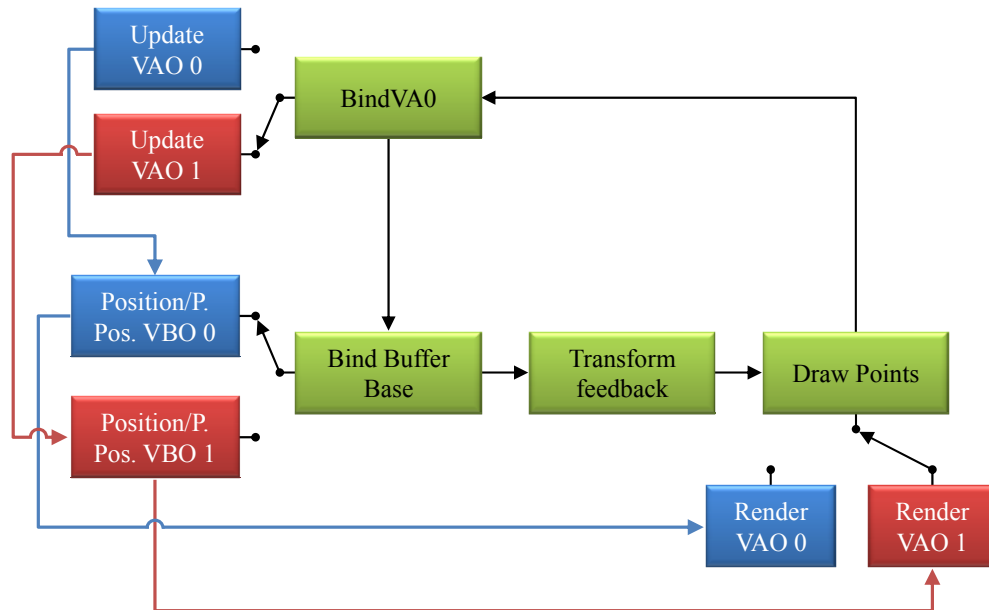 Update
VAO 0
BindVA0
Update
VAO 1
Position/P.
Pos. VBO 0
Bind Buffer
Base
Transform
feedback
Draw Points
Position/P.
Pos. VBO 1
Render
VAO 0
Render
VAO 1